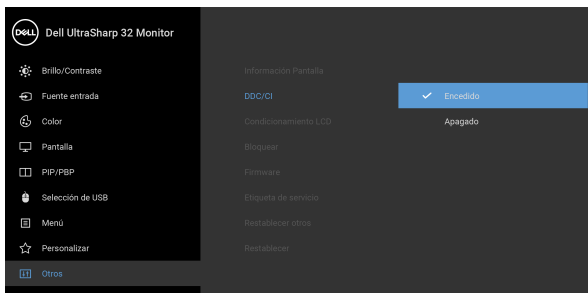 DELL Dell UltraSharp 32 Monitor
Brillo/Contraste
Fuente entrada
Color
Pantalla
PIP/PBP
Selección de USB
Menú
Personalizar
Otros
Información Pantalla
DDC/CI
Condicionamiento LCD
Bloquear
Firmware
Etiqueta de servicio
Restablecer otros
Restablecer
Encedido
Apagado